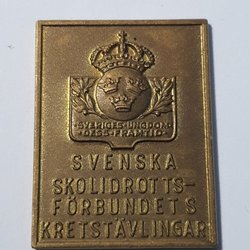 SVERIGES·UNGDOM·
DESS·FRAMTID
SVENSKA
SKOLIDROTTS-
FÖRBUNDETS
KRETSTÄVLINGAR